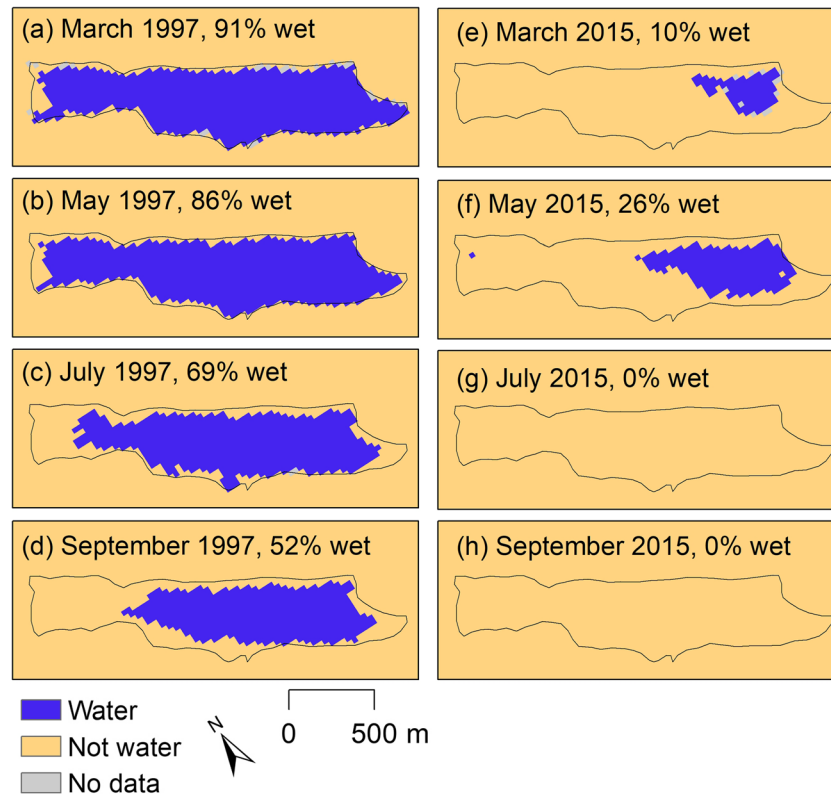 (a) March 1997, 91% wet
(b) May 1997, 86% wet
(c) July 1997, 69% wet
(d) September 1997, 52% wet
(e) March 2015, 10% wet
(f) May 2015, 26% wet
(g) July 2015, 0% wet
(h) September 2015, 0% wet
Water
Not water
No data
N
0 500 m